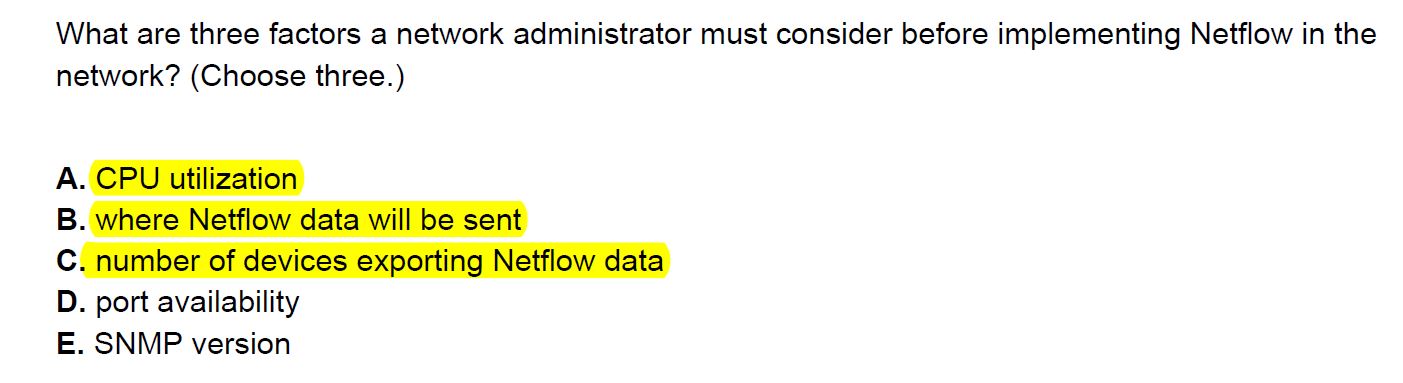 What are three factors a network administrator must consider before implementing Netflow in the
network? (Choose three.)
A. CPU utilization
B. where Netflow data will be sent
C. number of devices exporting Netflow data
D. port availability
E. SNMP version